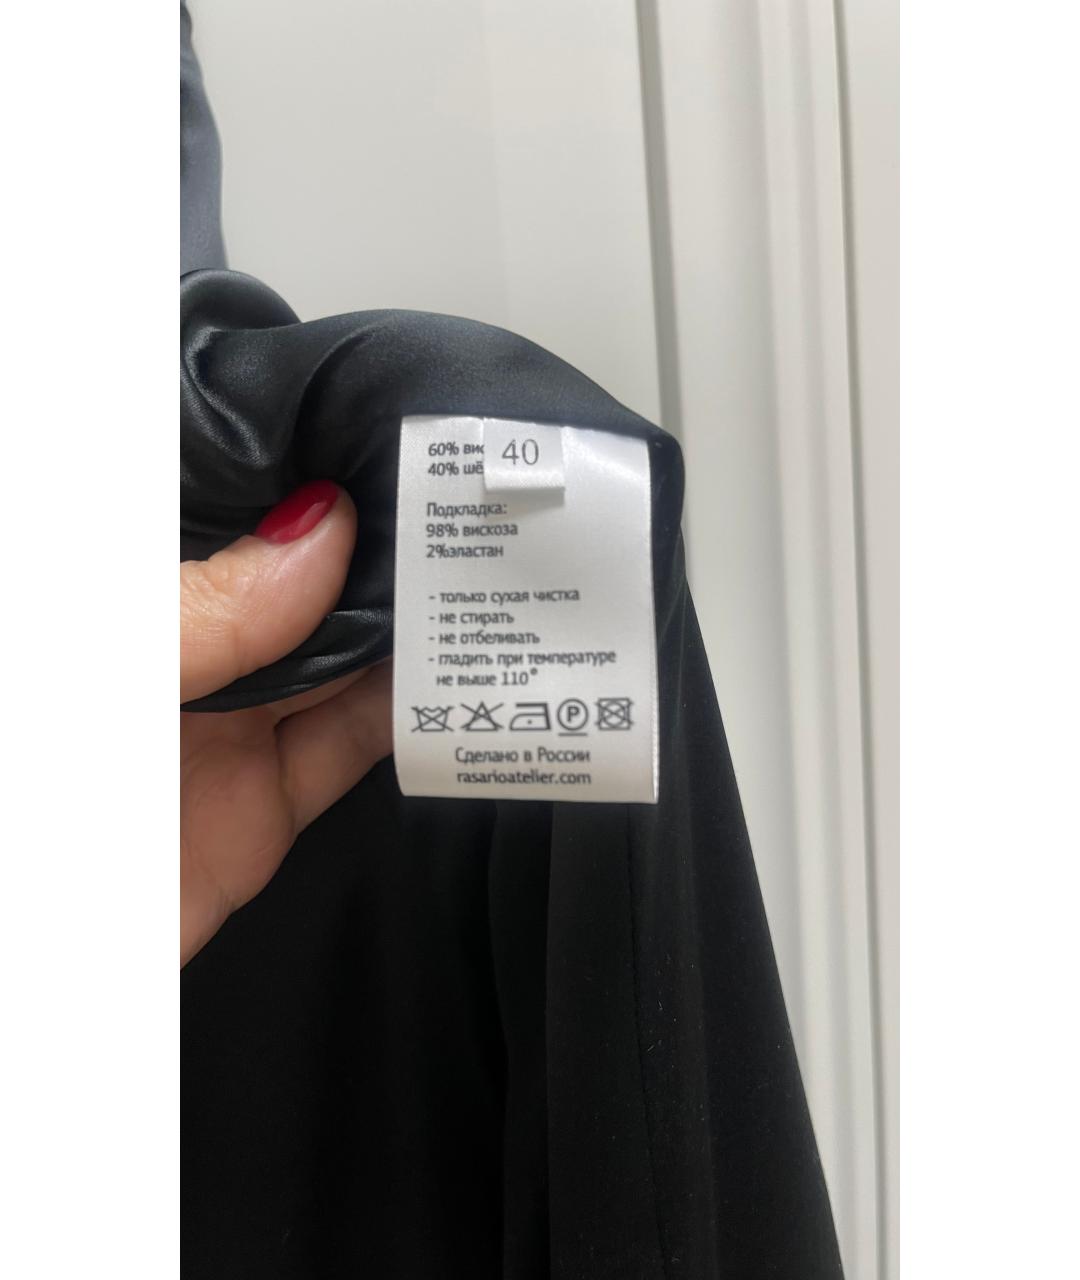 40
60% вис
40% шё
Подкладка:
98% вискоза
2%эластан
- только сухая чистка
- не стирать
- не отбеливать
- гладить при температуре
не выше 110°
P
Сделано в России
rasarioatelier.com